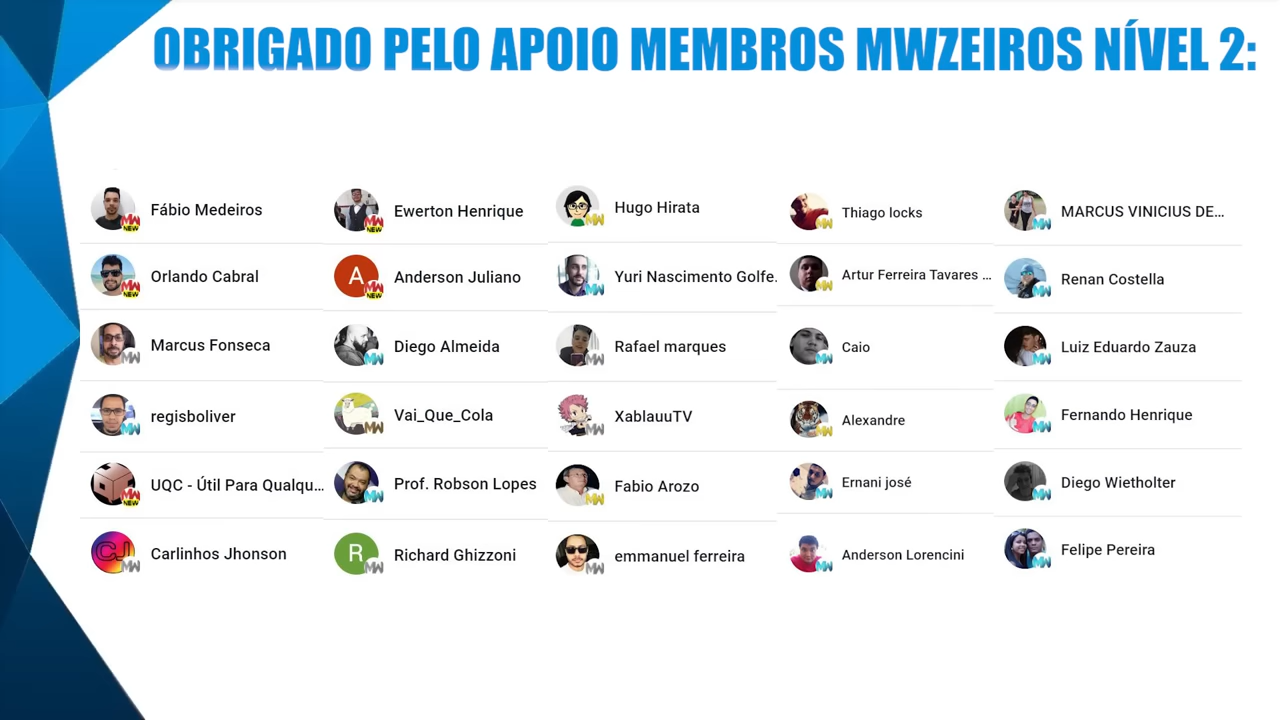 OBRIGADO PELO APOIO MEMBROS MWZEIROS NÍVEL 2:
Fábio Medeiros
Ewerton Henrique
Hugo Hirata
Thiago locks
MARCUS VINICIUS DE...
Orlando Cabral
Anderson Juliano
Yuri Nascimento Golfe.
Artur Ferreira Tavares ...
Renan Costella
Marcus Fonseca
Diego Almeida
Rafael marques
Caio
Luiz Eduardo Zauza
regisboliver
Vai_Que_Cola
XablauuTV
Alexandre
Fernando Henrique
UQC - Útil Para Qualqu...
Prof. Robson Lopes
Fabio Arozo
Ernani josé
Diego Wietholter
Carlinhos Jhonson
Richard Ghizzoni
emmanuel ferreira
Anderson Lorencini
Felipe Pereira